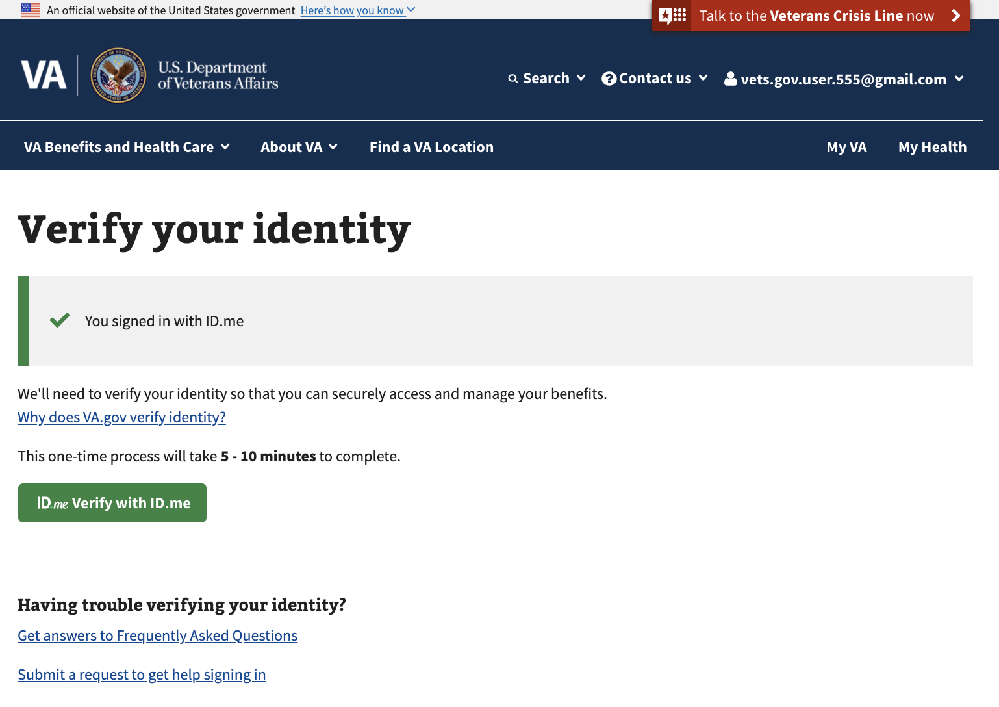 An official website of the United States government Here’s how you know
Talk to the Veterans Crisis Line now
VA
U.S. Department
of Veterans Affairs
Search
Contact us
vets.gov.user.555@gmail.com
VA Benefits and Health Care
About VA
Find a VA Location
My VA
My Health
Verify your identity
You signed in with ID.me
We'll need to verify your identity so that you can securely access and manage your benefits.
Why does VA.gov verify identity?
This one-time process will take 5 - 10 minutes to complete.
ID.me Verify with ID.me
Having trouble verifying your identity?
Get answers to Frequently Asked Questions
Submit a request to get help signing in